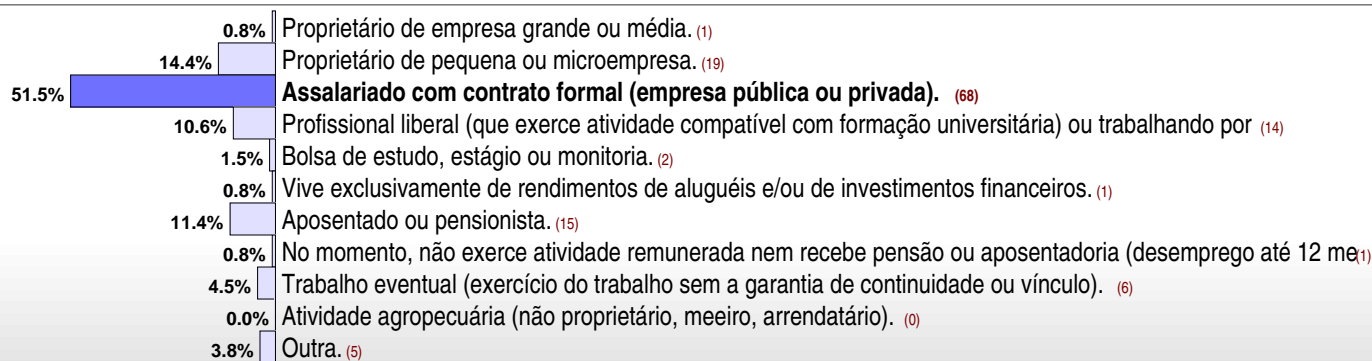 0.8% Proprietário de empresa grande ou média. (1)
14.4% Proprietário de pequena ou microempresa. (19)
51.5% Assalariado com contrato formal (empresa pública ou privada). (68)
10.6% Profissional liberal (que exerce atividade compatível com formação universitária) ou trabalhando por (14)
1.5% Bolsa de estudo, estágio ou monitoria. (2)
0.8% Vive exclusivamente de rendimentos de aluguéis e/ou de investimentos financeiros. (1)
11.4% Aposentado ou pensionista. (15)
0.8% No momento, não exerce atividade remunerada nem recebe pensão ou aposentadoria (desemprego até 12 me(1)
4.5% Trabalho eventual (exercício do trabalho sem a garantia de continuidade ou vínculo). (6)
0.0% Atividade agropecuária (não proprietário, meeiro, arrendatário). (0)
3.8% Outra. (5)